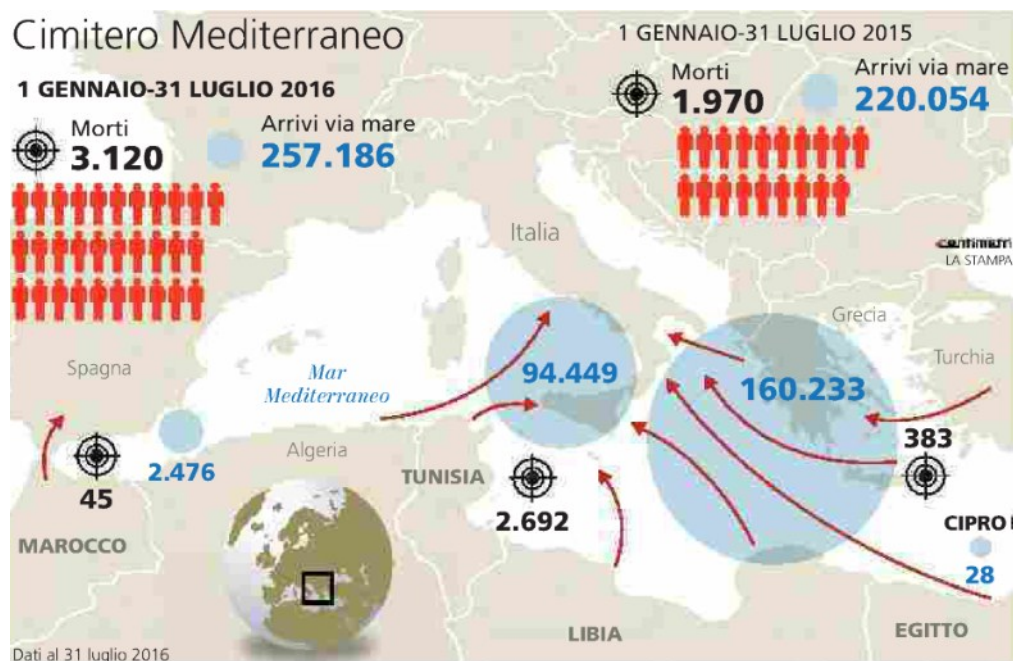 Cimitero Mediterraneo
1 GENNAIO-31 LUGLIO 2016
Morti
3.120
Arrivi via mare
257.186
1 GENNAIO-31 LUGLIO 2015
Morti
1.970
Arrivi via mare
220.054
centimetri
LA STAMPA
Italia
Grecia
Turchia
Spagna
Mar
Mediterraneo
94.449
160.233
383
2.476
45
Algeria
TUNISIA
2.692
MAROCCO
CIPRO
28
LIBIA
EGITTO
Dati al 31 luglio 2016